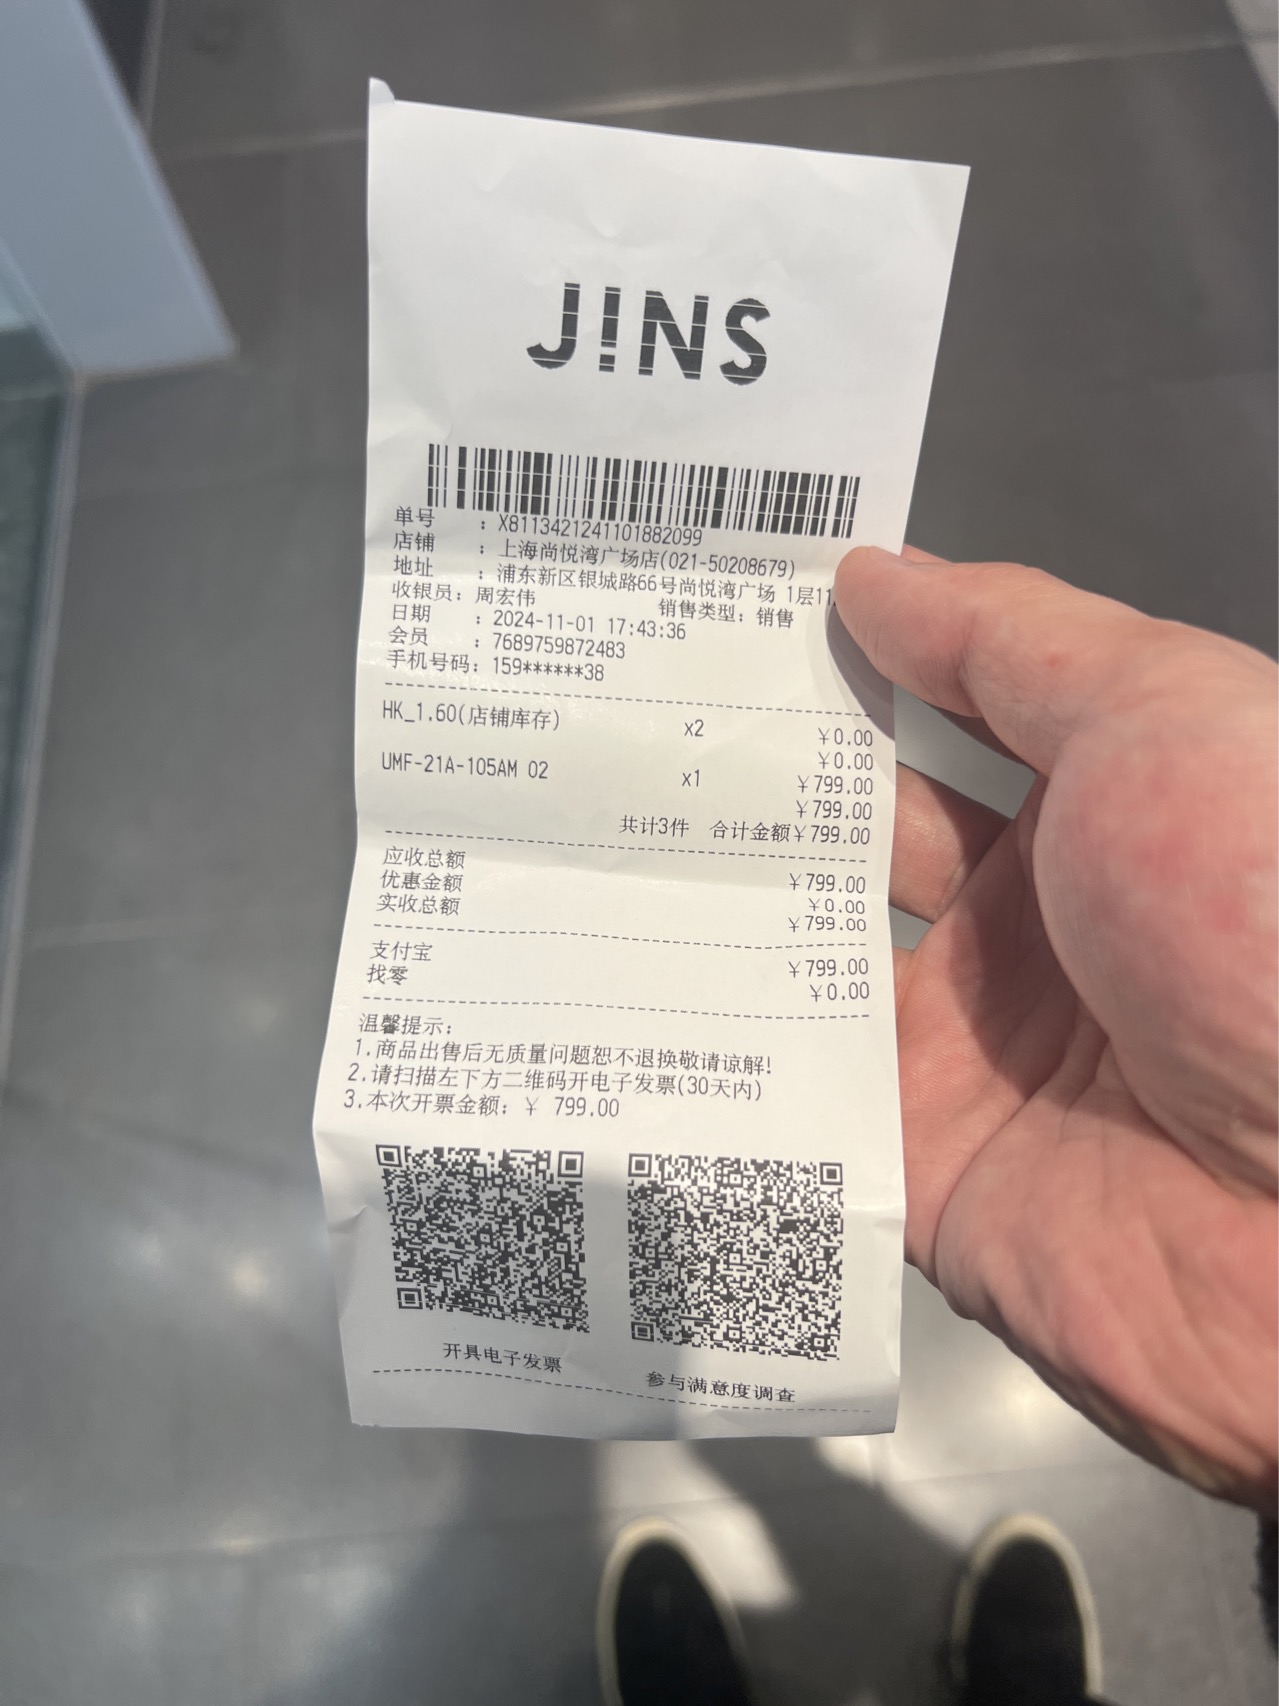 JINS
单号 ：X8113421241101882099
店铺 ：上海尚悦湾广场店(021-50208679)
地址 ：浦东新区银城路66号尚悦湾广场 1层11
收银员：周宏伟 销售类型：销售
日期 ：2024-11-01 17:43:36
会员 ：7689759872483
手机号码：159******38
HK_1.60(店铺库存) x2 ￥0.00
￥0.00
UMF-21A-105AM 02 x1 ￥799.00
￥799.00
共计3件 合计金额￥799.00
应收总额 ￥799.00
优惠金额 ￥0.00
实收总额 ￥799.00
支付宝 ￥799.00
找零 ￥0.00
温馨提示：
1.商品出售后无质量问题恕不退换敬请谅解!
2.请扫描左下方二维码开电子发票(30天内)
3.本次开票金额：￥ 799.00
开具电子发票 参与满意度调查